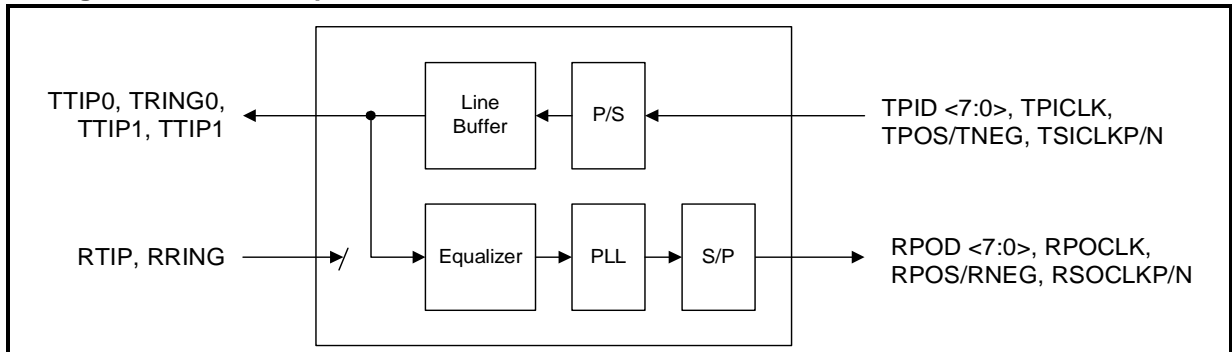 TTIP0, TRING0,
TTIP1, TTIP1
Line
Buffer
P/S
TPID <7:0>, TPICLK,
TPOS/TNEG, TSICLKP/N
RTIP, RRING
Equalizer
PLL
S/P
RPOD <7:0>, RPOCLK,
RPOS/RNEG, RSOCLKP/N